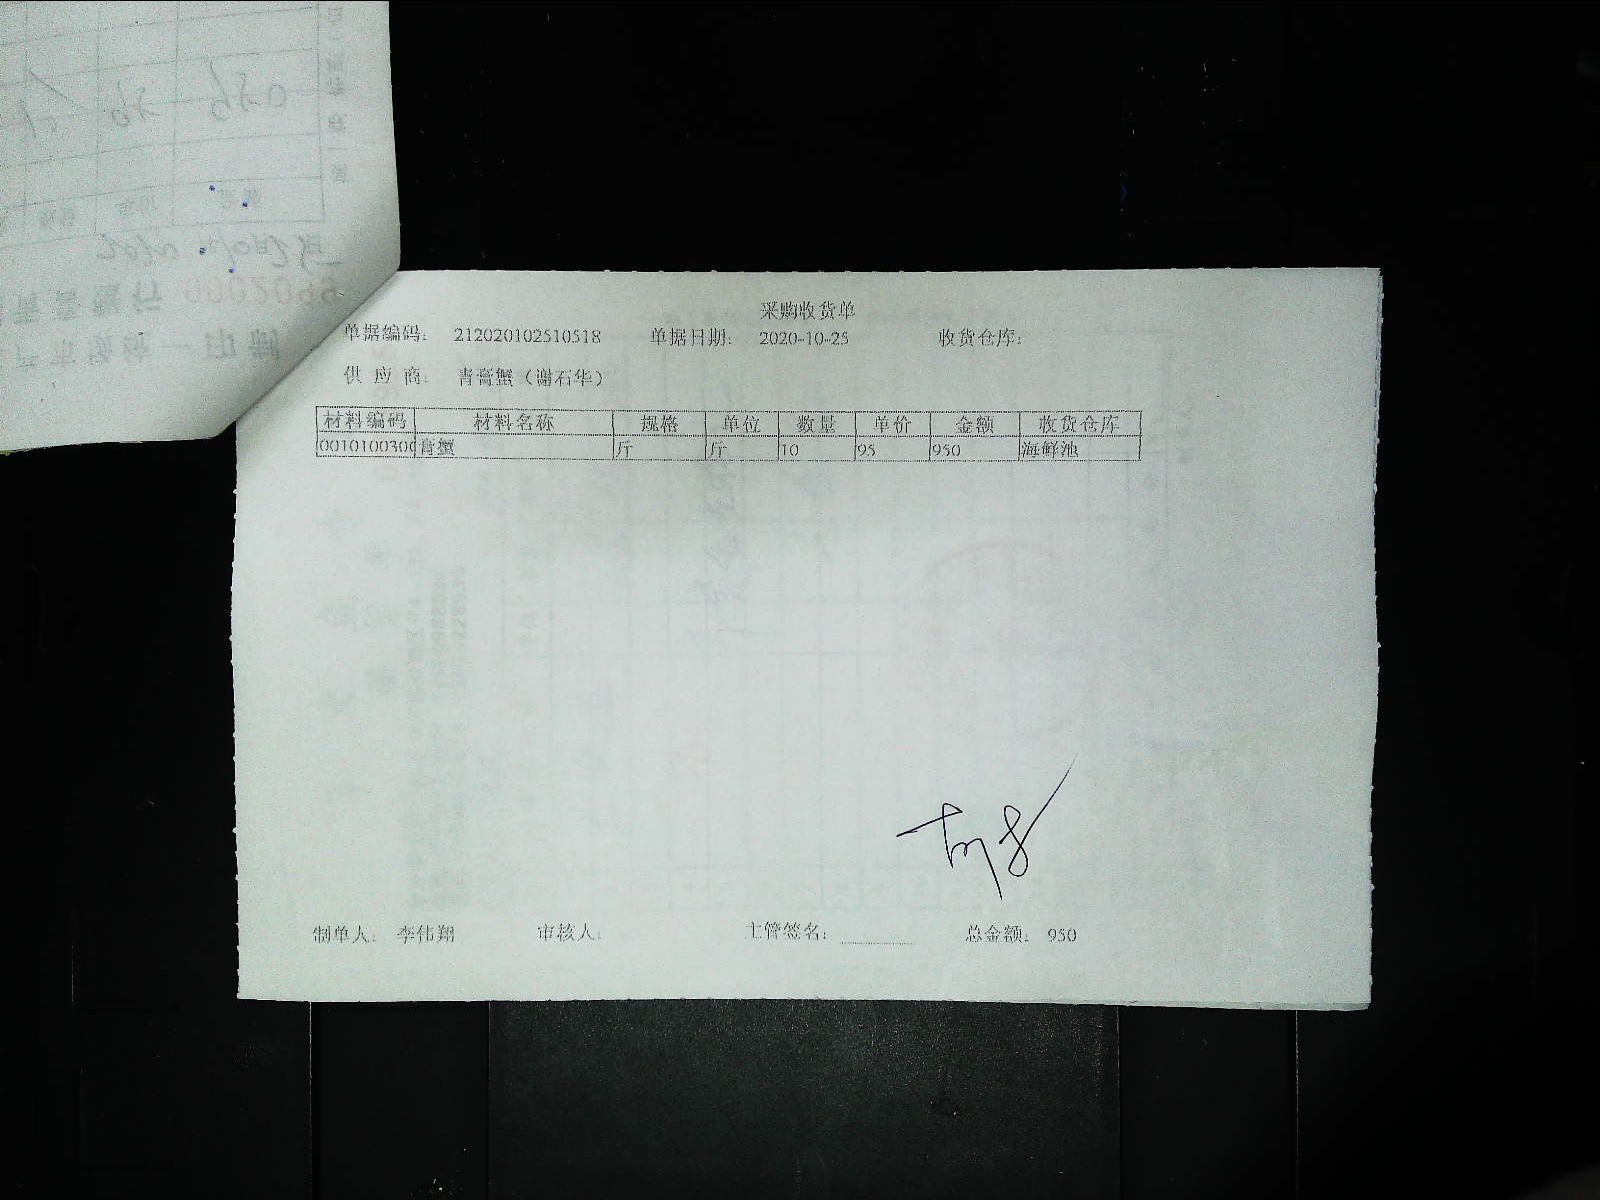 0002099
采购收货单
单据编码： 212020102510518 单据日期： 2020-10-25 收货仓库：
供 应 商： 青膏蟹（谢石华）
材料编码 材料名称 规格 单位 数量 单价 金额 收货仓库
0010100300 膏蟹 斤 斤 10 95 950 海鲜池
制单人： 李伟翔 审核人： 主管签名： 总金额： 950